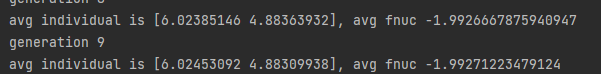 generation 8
avg individual is [6.02385146 4.88363932], avg fnuc -1.9926667875940947
generation 9
avg individual is [6.02453092 4.88309938], avg fnuc -1.99271223479124